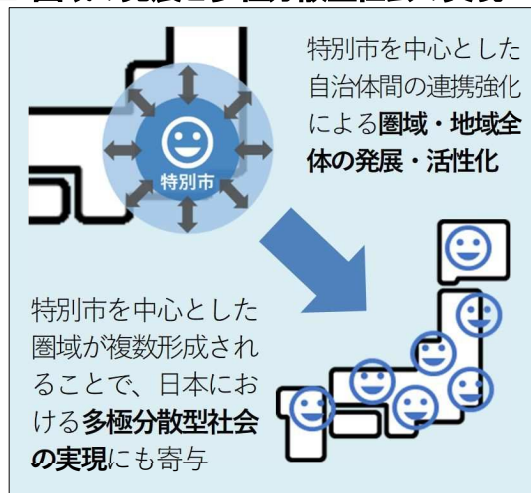 特別市を中心とした
自治体間の連携強化
による圏域・地域全
体の発展・活性化
特別市
特別市を中心とした
圏域が複数形成され
ることで、日本にお
ける多極分散型社会
の実現にも寄与